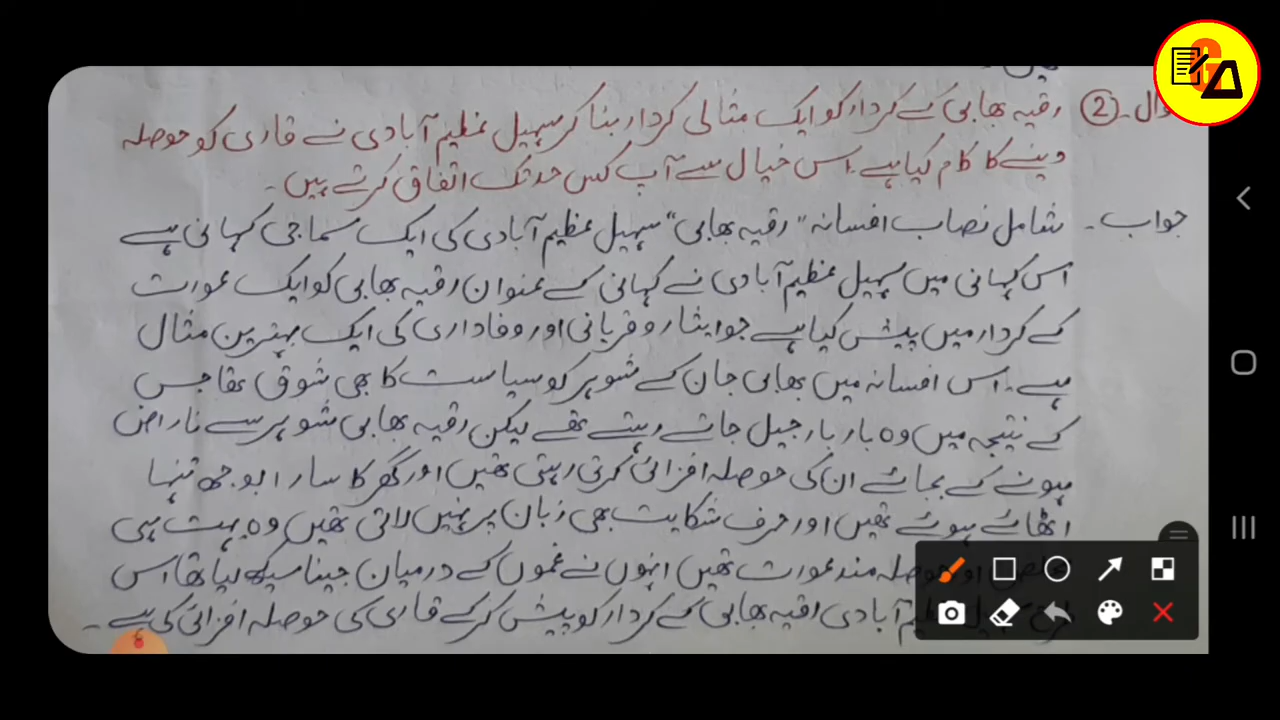 سوال۔ (2) رقیہ بھابی کے کردار کو ایک مثالی کردار بنا کر سہیل عظیم آبادی نے قاری کو حوصلہ
دینے کا کام کیا ہے۔ اس خیال سے آپ کس حد تک اتفاق کرتے ہیں۔
جواب۔ شامل نصاب افسانہ "رقیہ بھابی" سہیل عظیم آبادی کی ایک سماجی کہانی ہے
اس کہانی میں سہیل عظیم آبادی نے کہانی کے عنوان رقیہ بھابی کو ایک عورت
کے کردار میں پیش کیا ہے جو ایثار و قربانی اور وفاداری کی ایک بہترین مثال
ہے۔ اس افسانہ میں بھابی جان کے شوہر کو سیاست کا بھی شوق تھا جس
کے نتیجہ میں وہ بار بار جیل جاتے رہتے تھے لیکن رقیہ بھابی شوہر سے ناراض
ہونے کے بجائے ان کی حوصلہ افزائی کرتی رہتی تھیں اور گھر کا سارا بوجھ تنہا
اٹھائے ہوئے تھیں اور حرف شکایت بھی زبان پر نہیں لاتی تھیں وہ بہت ہی
مخلص اور حوصلہ مند عورت تھیں انہوں نے غموں کے درمیان جینا سیکھ لیا تھا اس
عظیم آبادی رقیہ بھابی کے کردار کو پیش کرکے قاری کی حوصلہ افزائی کی ہے۔